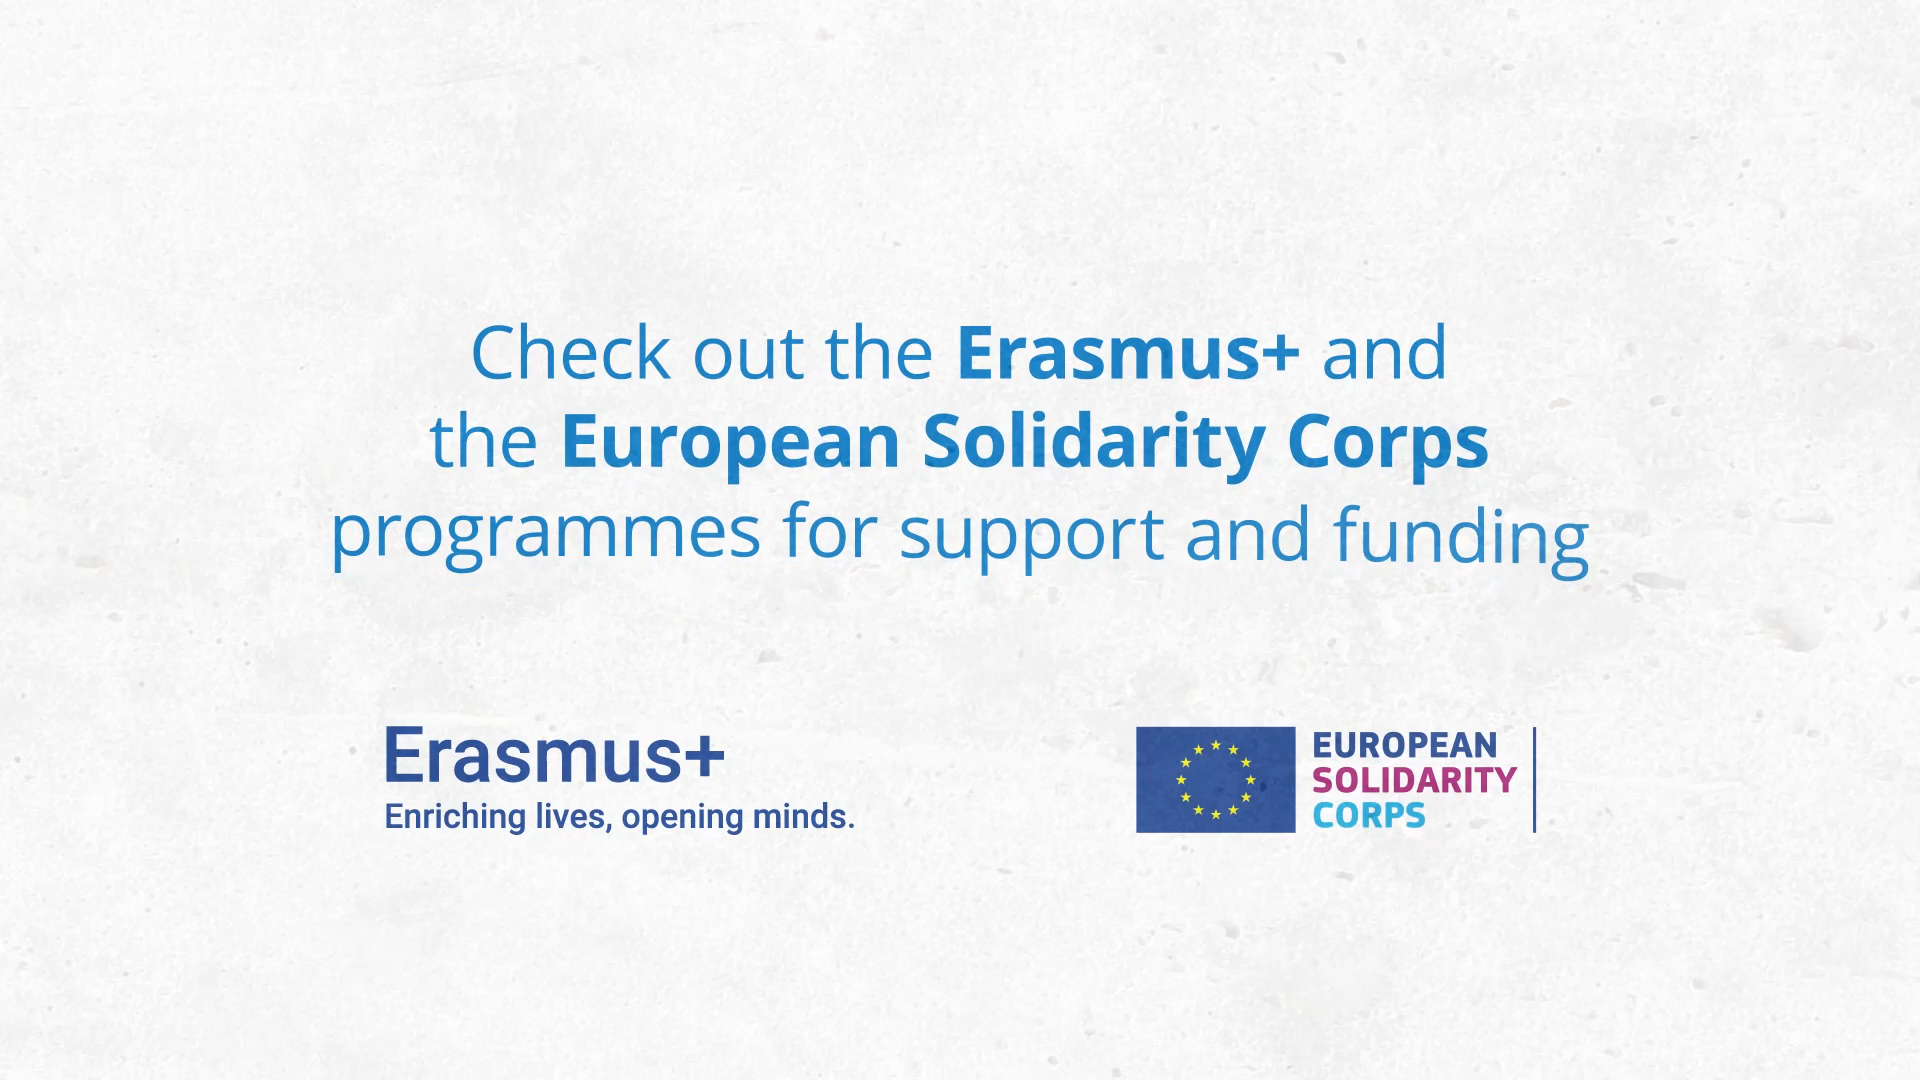 Check out the Erasmus+ and
the European Solidarity Corps
programmes for support and funding
Erasmus+
Enriching lives, opening minds.
EUROPEAN
SOLIDARITY
CORPS